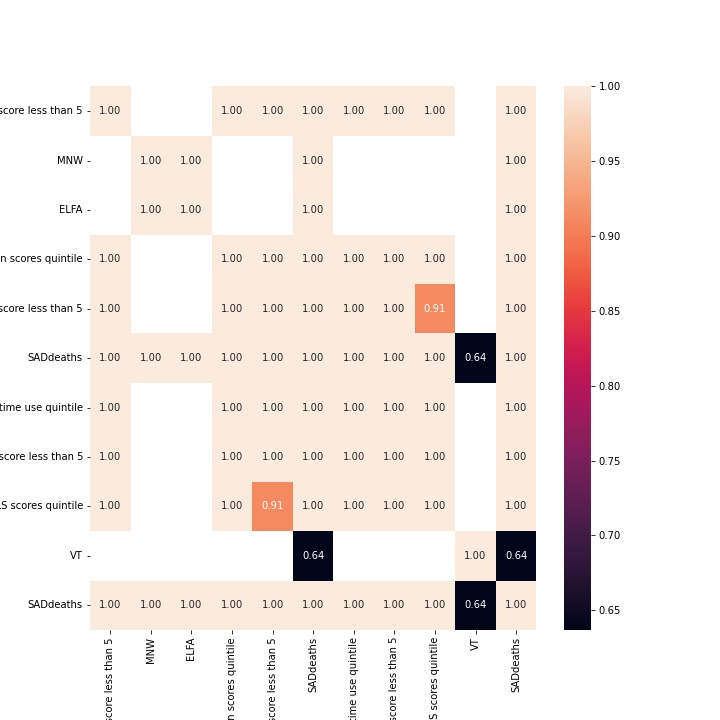 score less than 5 1.00 1.00 1.00 1.00 1.00 1.00 1.00 1.00 1.00
MNW 1.00 1.00 1.00 1.00 0.95
ELFA 1.00 1.00 1.00 1.00
n scores quintile 1.00 1.00 1.00 1.00 1.00 1.00 1.00 1.00 0.90
score less than 5 1.00 1.00 1.00 1.00 1.00 1.00 0.91 1.00 0.85
SADdeaths 1.00 1.00 1.00 1.00 1.00 1.00 1.00 1.00 1.00 0.64 1.00
time use quintile 1.00 1.00 1.00 1.00 1.00 1.00 1.00 1.00 0.80
score less than 5 1.00 1.00 1.00 1.00 1.00 1.00 1.00 1.00 0.75
S scores quintile 1.00 1.00 0.91 1.00 1.00 1.00 1.00 1.00
VT 0.64 1.00 0.64 0.70
SADdeaths 1.00 1.00 1.00 1.00 1.00 1.00 1.00 1.00 1.00 0.64 1.00 0.65
score less than 5
MNW
ELFA
n scores quintile
score less than 5
SADdeaths
time use quintile
score less than 5
S scores quintile
VT
SADdeaths